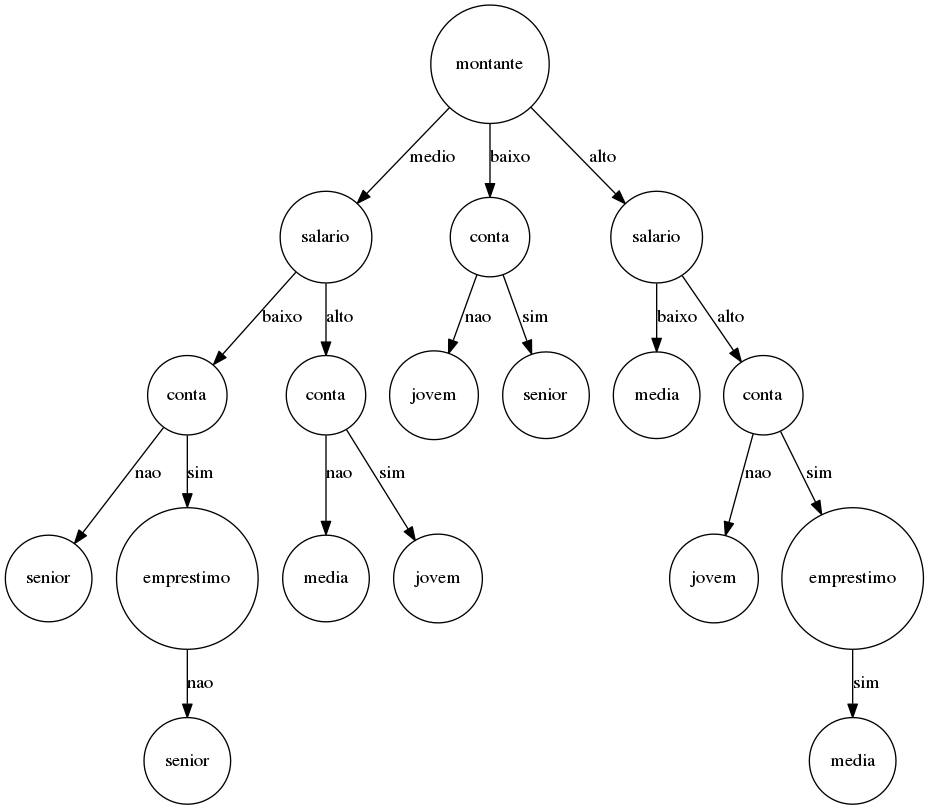 montante
medio
baixo
alto
salario
conta
salario
baixo
alto
nao
sim
baixo
alto
conta
conta
jovem
senior
media
conta
nao
sim
nao
sim
nao
sim
senior
emprestimo
media
jovem
jovem
emprestimo
nao
sim
senior
media